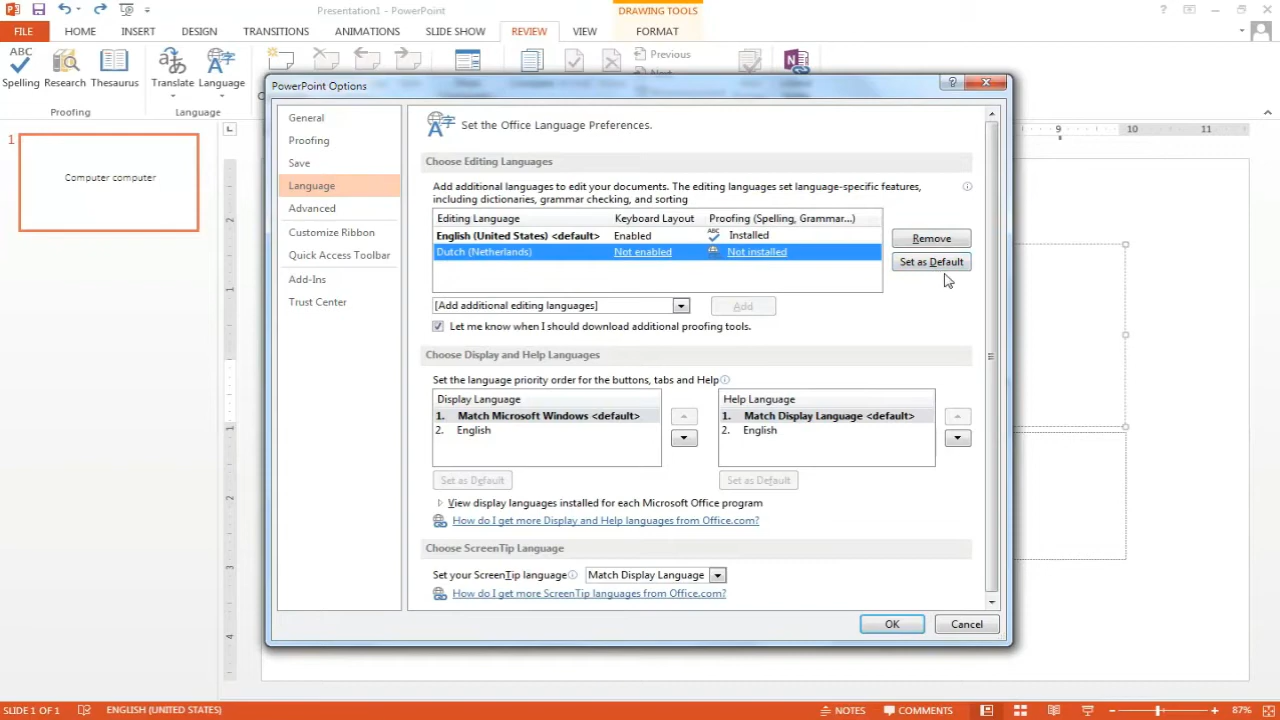 Presentation1 - PowerPoint
DRAWING TOOLS
FILE
HOME
INSERT
DESIGN
TRANSITIONS
ANIMATIONS
SLIDE SHOW
REVIEW
VIEW
FORMAT
Spelling
Research
Thesaurus
Translate
Language
Previous
Proofing
Language
PowerPoint Options
General
Proofing
Save
Language
Advanced
Customize Ribbon
Quick Access Toolbar
Add-Ins
Trust Center
Set the Office Language Preferences.
Choose Editing Languages
Add additional languages to edit your documents. The editing languages set language-specific features,
including dictionaries, grammar checking, and sorting
Editing Language Keyboard Layout Proofing (Spelling, Grammar...)
English (United States) <default> Enabled Installed
Dutch (Netherlands) Not enabled Not installed
Remove
Set as Default
[Add additional editing languages]
Add
Let me know when I should download additional proofing tools.
Choose Display and Help Languages
Set the language priority order for the buttons, tabs and Help
Display Language
1. Match Microsoft Windows <default>
2. English
Set as Default
Help Language
1. Match Display Language <default>
2. English
Set as Default
View display languages installed for each Microsoft Office program
How do I get more Display and Help languages from Office.com?
Choose ScreenTip Language
Set your ScreenTip language Match Display Language
How do I get more ScreenTip languages from Office.com?
OK
Cancel
1
Computer computer
9 10 11
2
1
1
2
3
4
SLIDE 1 OF 1
ENGLISH (UNITED STATES)
NOTES
COMMENTS
87%